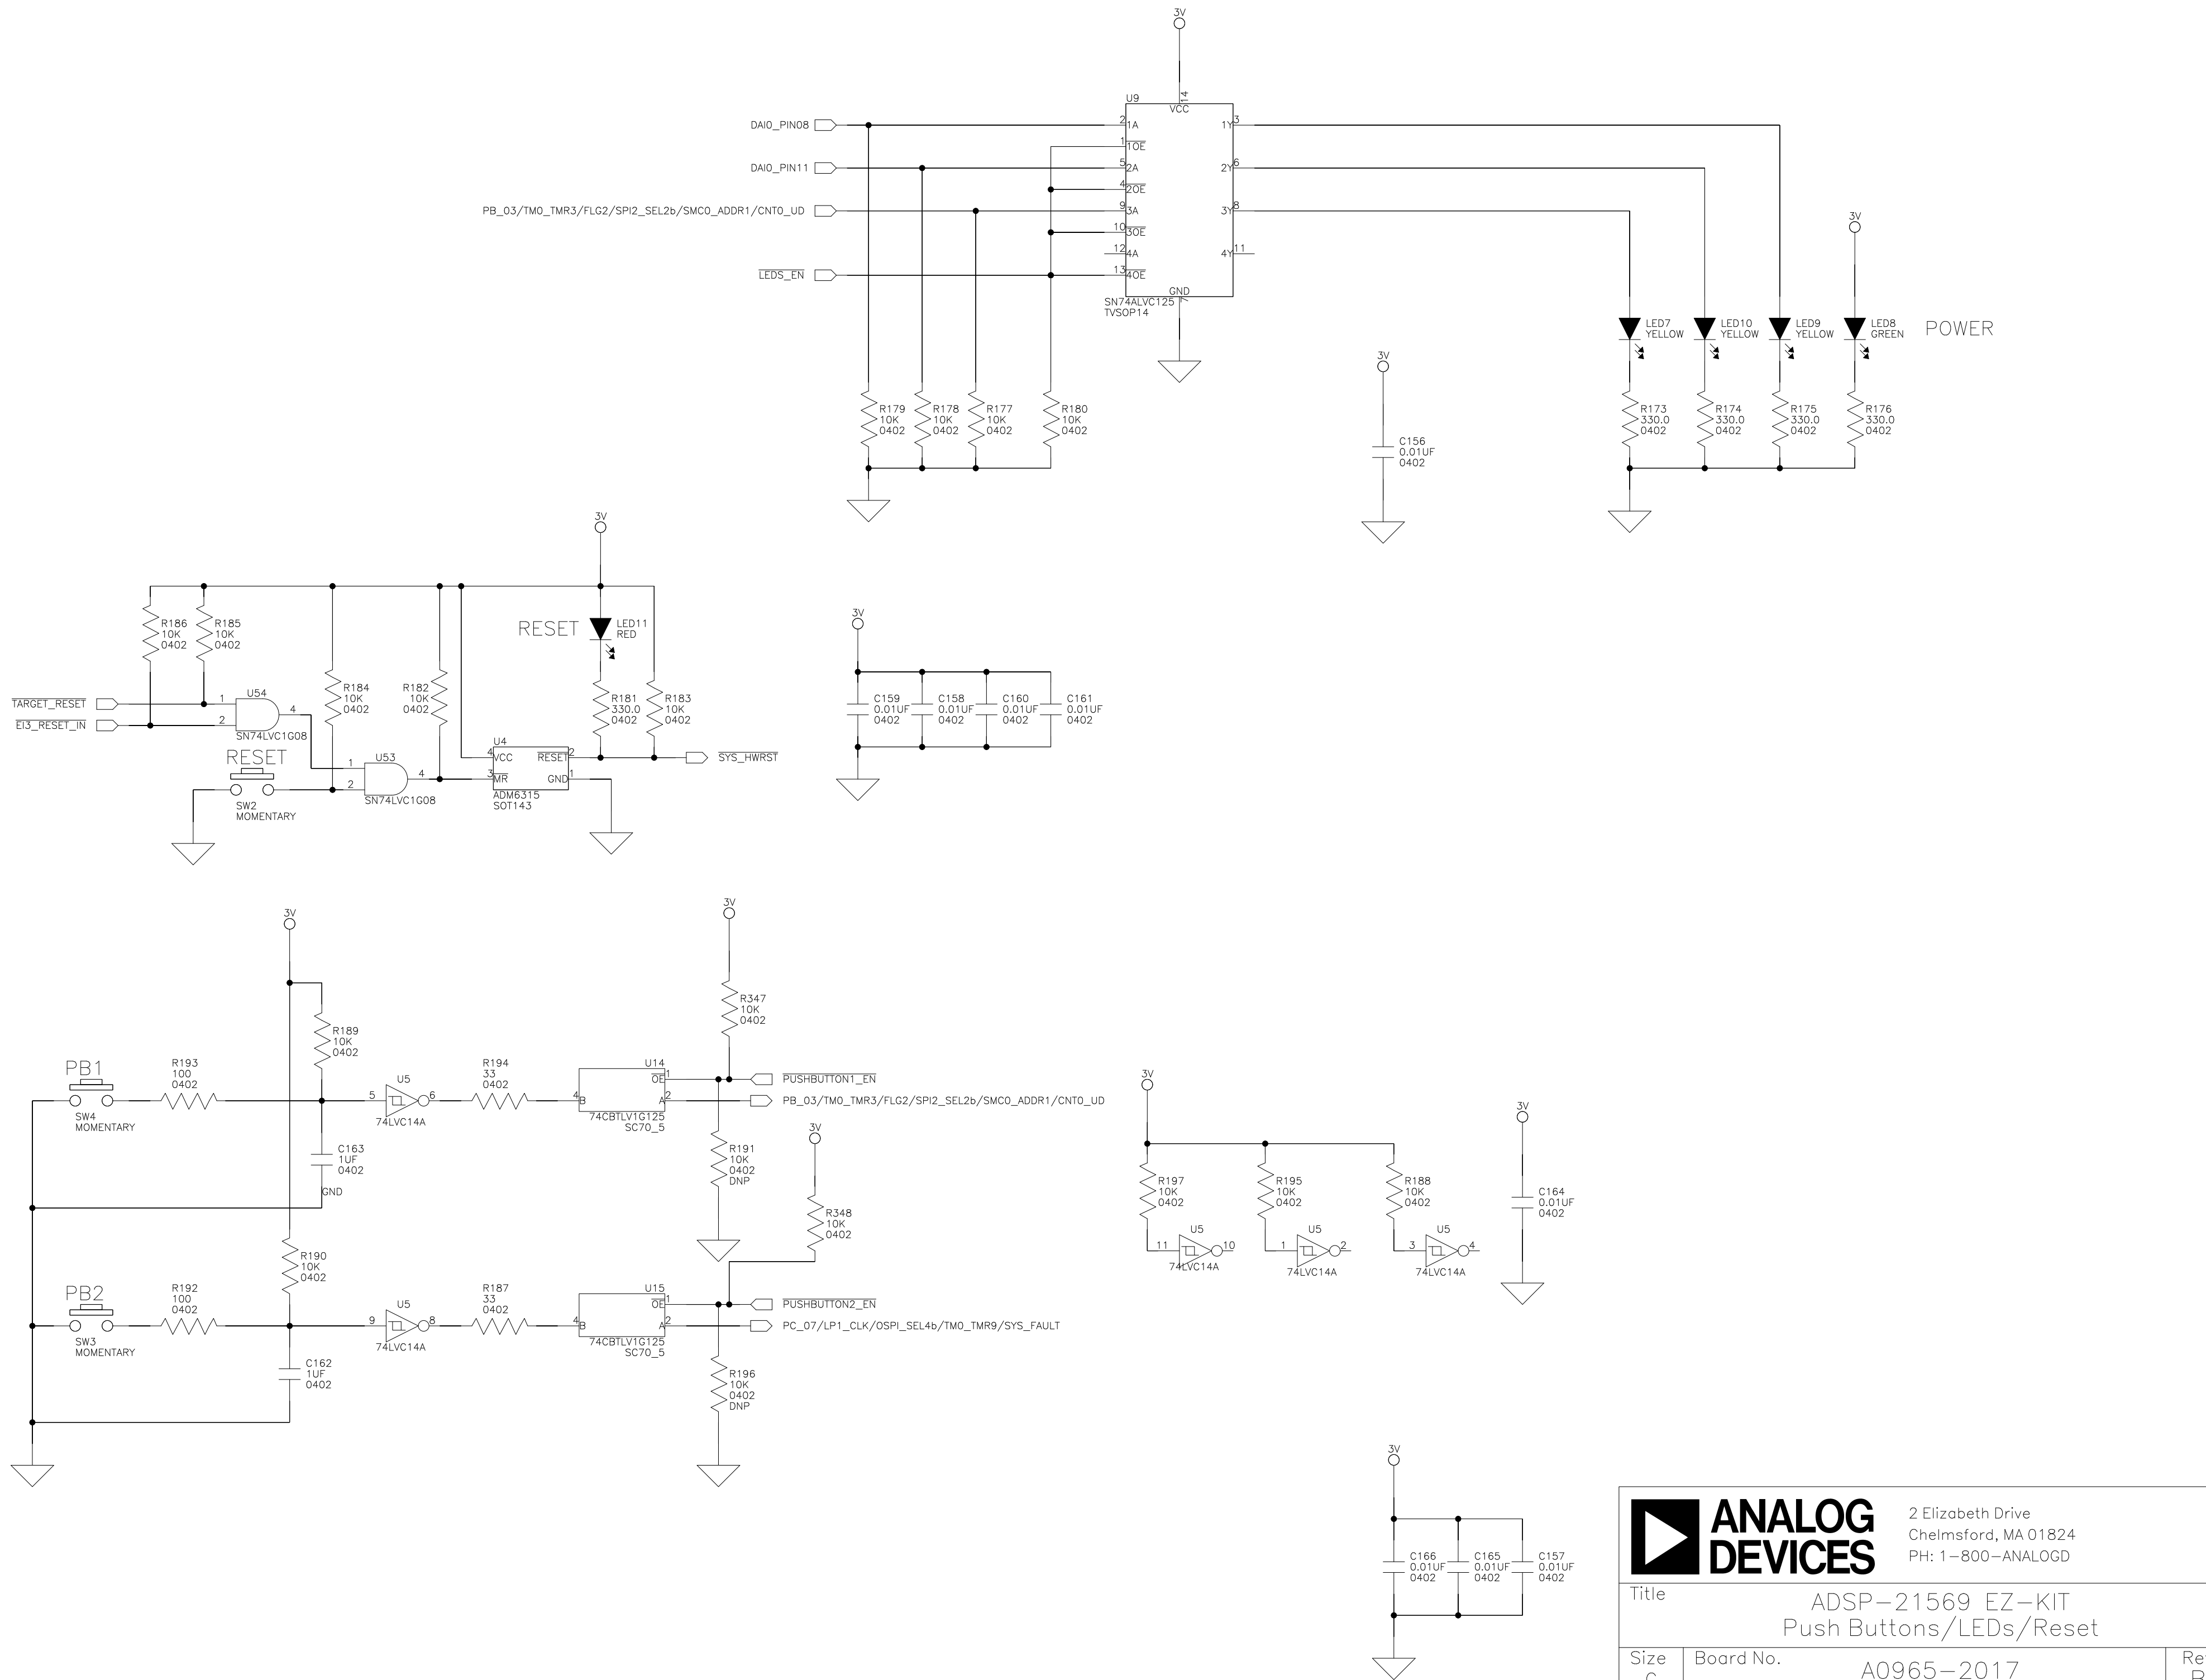 3V
U9
14
VCC
DAI0_PIN08
2
1A
1Y
3
1
1OE
DAI0_PIN11
5
2A
2Y
6
4
2OE
PB_03/TM0_TMR3/FLG2/SPI2_SEL2b/SMC0_ADDR1/CNT0_UD
9
3A
3Y
8
10
3OE
12
4A
4Y
11
LEDS_EN
13
4OE
GND
7
SN74ALVC125
TVSOP14
3V
LED7
YELLOW
LED10
YELLOW
LED9
YELLOW
LED8
GREEN
POWER
R179
10K
0402
R178
10K
0402
R177
10K
0402
R180
10K
0402
3V
C156
0.01UF
0402
R173
330.0
0402
R174
330.0
0402
R175
330.0
0402
R176
330.0
0402
3V
R186
10K
0402
R185
10K
0402
RESET
LED11
RED
R184
10K
0402
R182
10K
0402
R181
330.0
0402
R183
10K
0402
TARGET_RESET
1
U54
4
EI3_RESET_IN
2
SN74LVC1G08
RESET
SW2
MOMENTARY
1
U53
4
2
SN74LVC1G08
U4
4
VCC
RESET
2
3
MR
GND
1
ADM6315
SOT143
SYS_HWRST
3V
C159
0.01UF
0402
C158
0.01UF
0402
C160
0.01UF
0402
C161
0.01UF
0402
3V
3V
R347
10K
0402
R189
10K
0402
PB1
SW4
MOMENTARY
R193
100
0402
5
U5
6
74LVC14A
R194
33
0402
U14
OE
1
4
B
A
2
74CBTLV1G125
SC70_5
PUSHBUTTON1_EN
PB_03/TM0_TMR3/FLG2/SPI2_SEL2b/SMC0_ADDR1/CNT0_UD
C163
1UF
0402
GND
R191
10K
0402
DNP
3V
R348
10K
0402
R190
10K
0402
PB2
SW3
MOMENTARY
R192
100
0402
9
U5
8
74LVC14A
R187
33
0402
U15
OE
1
4
B
A
2
74CBTLV1G125
SC70_5
PUSHBUTTON2_EN
PC_07/LP1_CLK/OSPI_SEL4b/TM0_TMR9/SYS_FAULT
C162
1UF
0402
R196
10K
0402
DNP
3V
R197
10K
0402
R195
10K
0402
R188
10K
0402
11
U5
10
74LVC14A
1
U5
2
74LVC14A
3
U5
4
74LVC14A
3V
C164
0.01UF
0402
3V
C166
0.01UF
0402
C165
0.01UF
0402
C157
0.01UF
0402
ANALOG
DEVICES
2 Elizabeth Drive
Chelmsford, MA 01824
PH: 1-800-ANALOGD
Title
ADSP-21569 EZ-KIT
Push Buttons/LEDs/Reset
Size
Board No.
A0965-2017